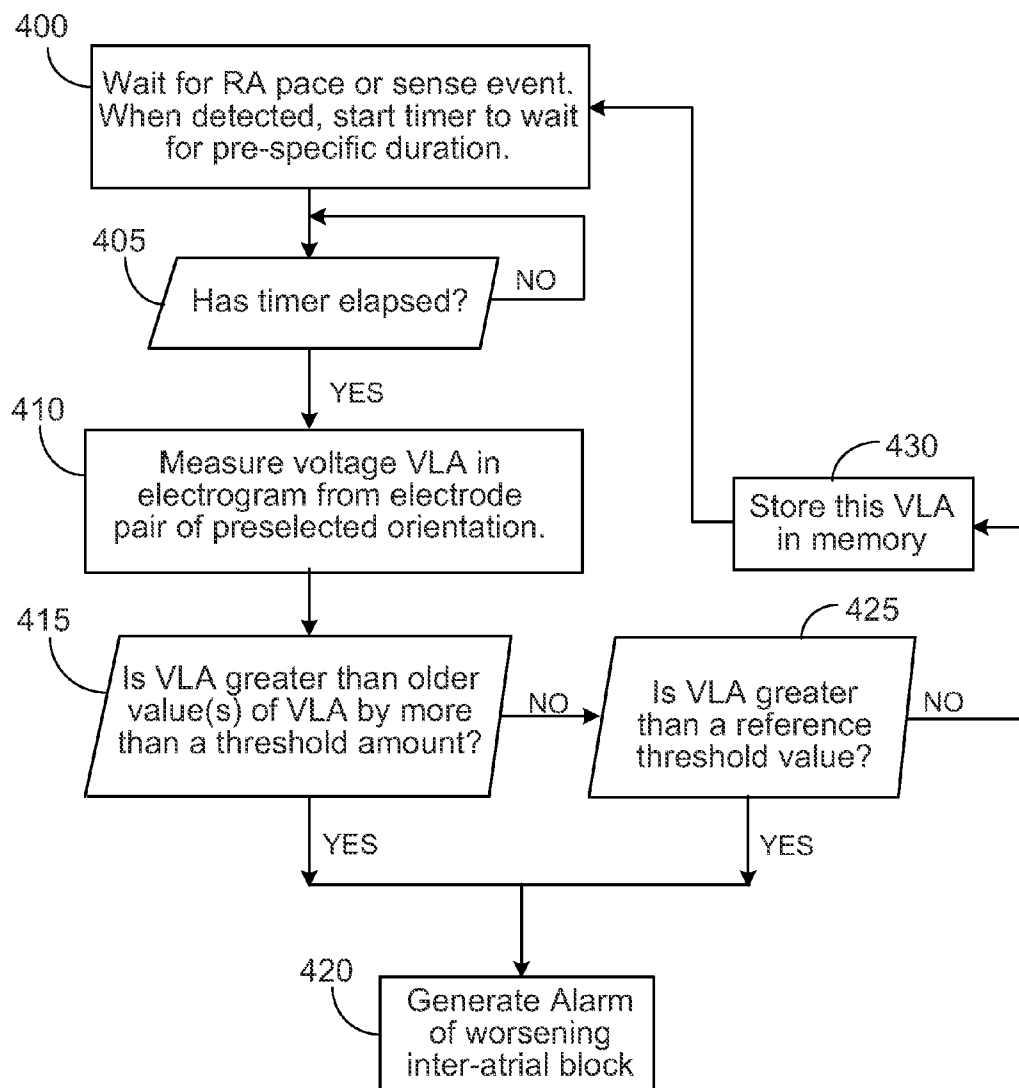 400
Wait for RA pace or sense event.
When detected, start timer to wait
for pre-specific duration.
405
Has timer elapsed?
NO
YES
410
Measure voltage VLA in
electrogram from electrode
pair of preselected orientation.
430
Store this VLA
in memory
415
Is VLA greater than older
value(s) of VLA by more
than a threshold amount?
NO
425
Is VLA greater
than a reference
threshold value?
NO
YES
YES
420
Generate Alarm
of worsening
inter-atrial block